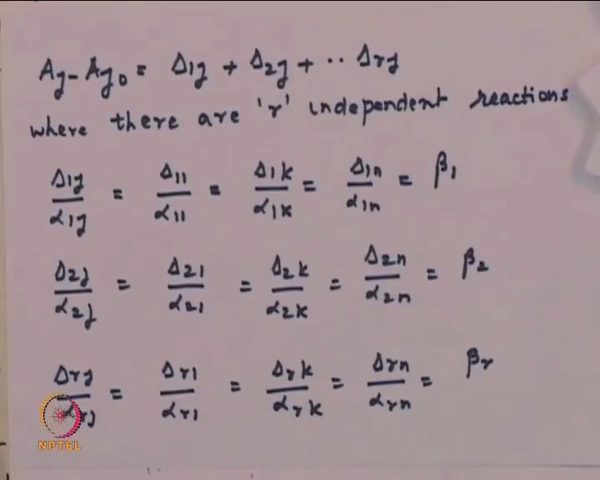 Aj - Aj0 = Δ1j + Δ2j + .. Δrj
where there are 'r' independent reactions
Δ1j/α1j = Δ11/α11 = Δ1k/α1k = Δ1n/α1n = β1
Δ2j/α2j = Δ21/α21 = Δ2k/α2k = Δ2n/α2n = β2
Δrj/αrj = Δr1/αr1 = Δrk/αrk = Δrn/αrn = βr
NPTEL